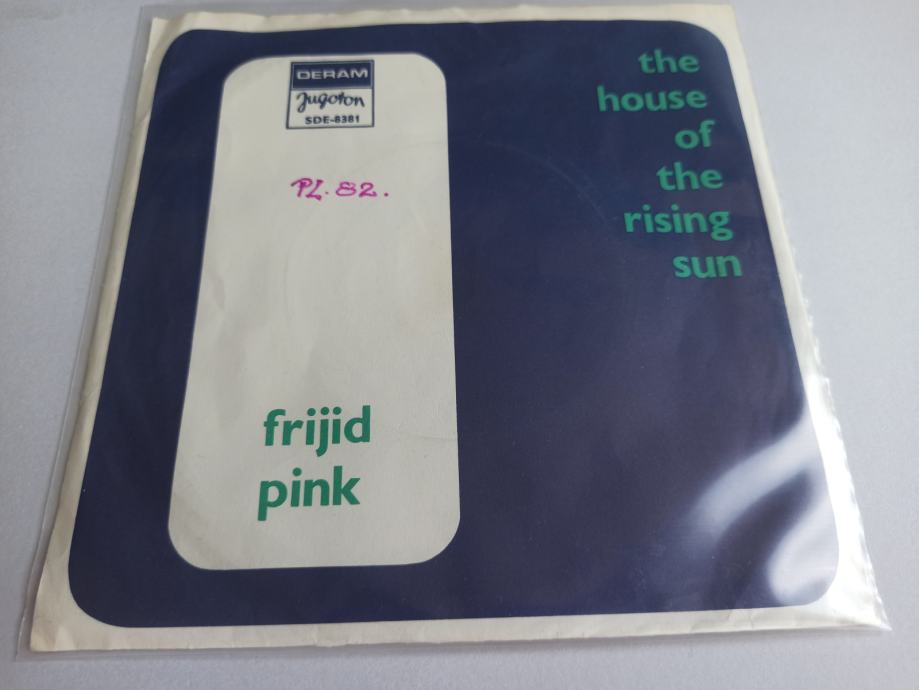 DERAM
Jugoton
SDE-8381
PL. 82.
the
house
of
the
rising
sun
frijid
pink